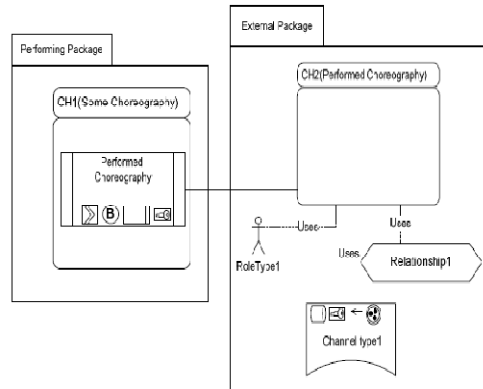 External Package
Performing Package
CH2(Performed Choreography)
CH1(Some Choreography)
Performed
Choreography
B
Uses
Uses
RoleType1
Uses
Relationship1
Channel type1